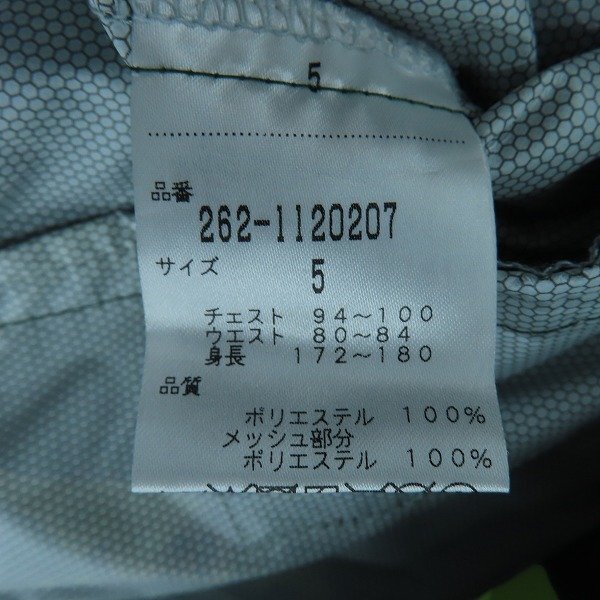 5
品番
262-1120207
サイズ 5
チェスト 94～100
ウエスト 80～84
身長 172～180
品質
ポリエステル 100%
メッシュ部分
ポリエステル 100%